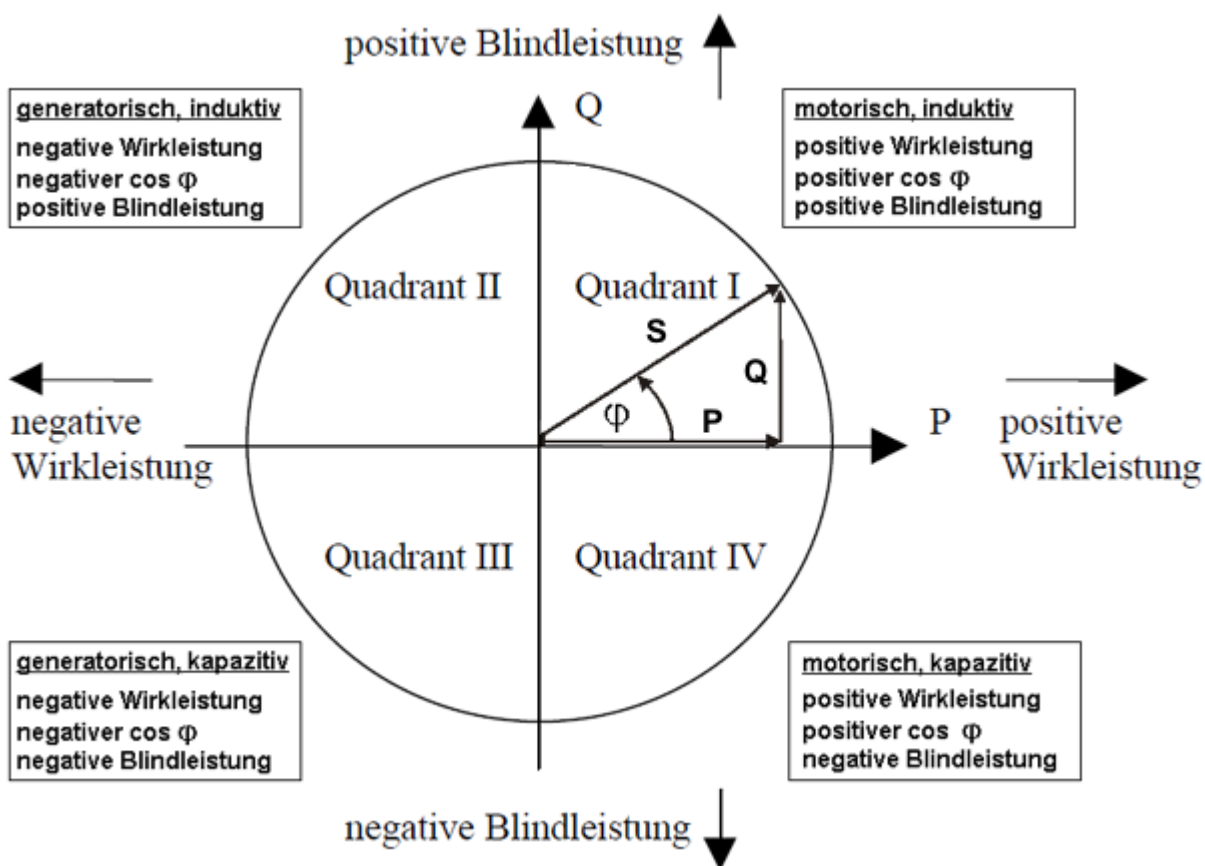 positive Blindleistung
generatorisch, induktiv
negative Wirkleistung
negativer cos φ
positive Blindleistung
Q
motorisch, induktiv
positive Wirkleistung
positiver cos φ
positive Blindleistung
Quadrant II
Quadrant I
S
Q
φ
P
negative
Wirkleistung
P
positive
Wirkleistung
Quadrant III
Quadrant IV
generatorisch, kapazitiv
negative Wirkleistung
negativer cos φ
negative Blindleistung
motorisch, kapazitiv
positive Wirkleistung
positiver cos φ
negative Blindleistung
negative Blindleistung